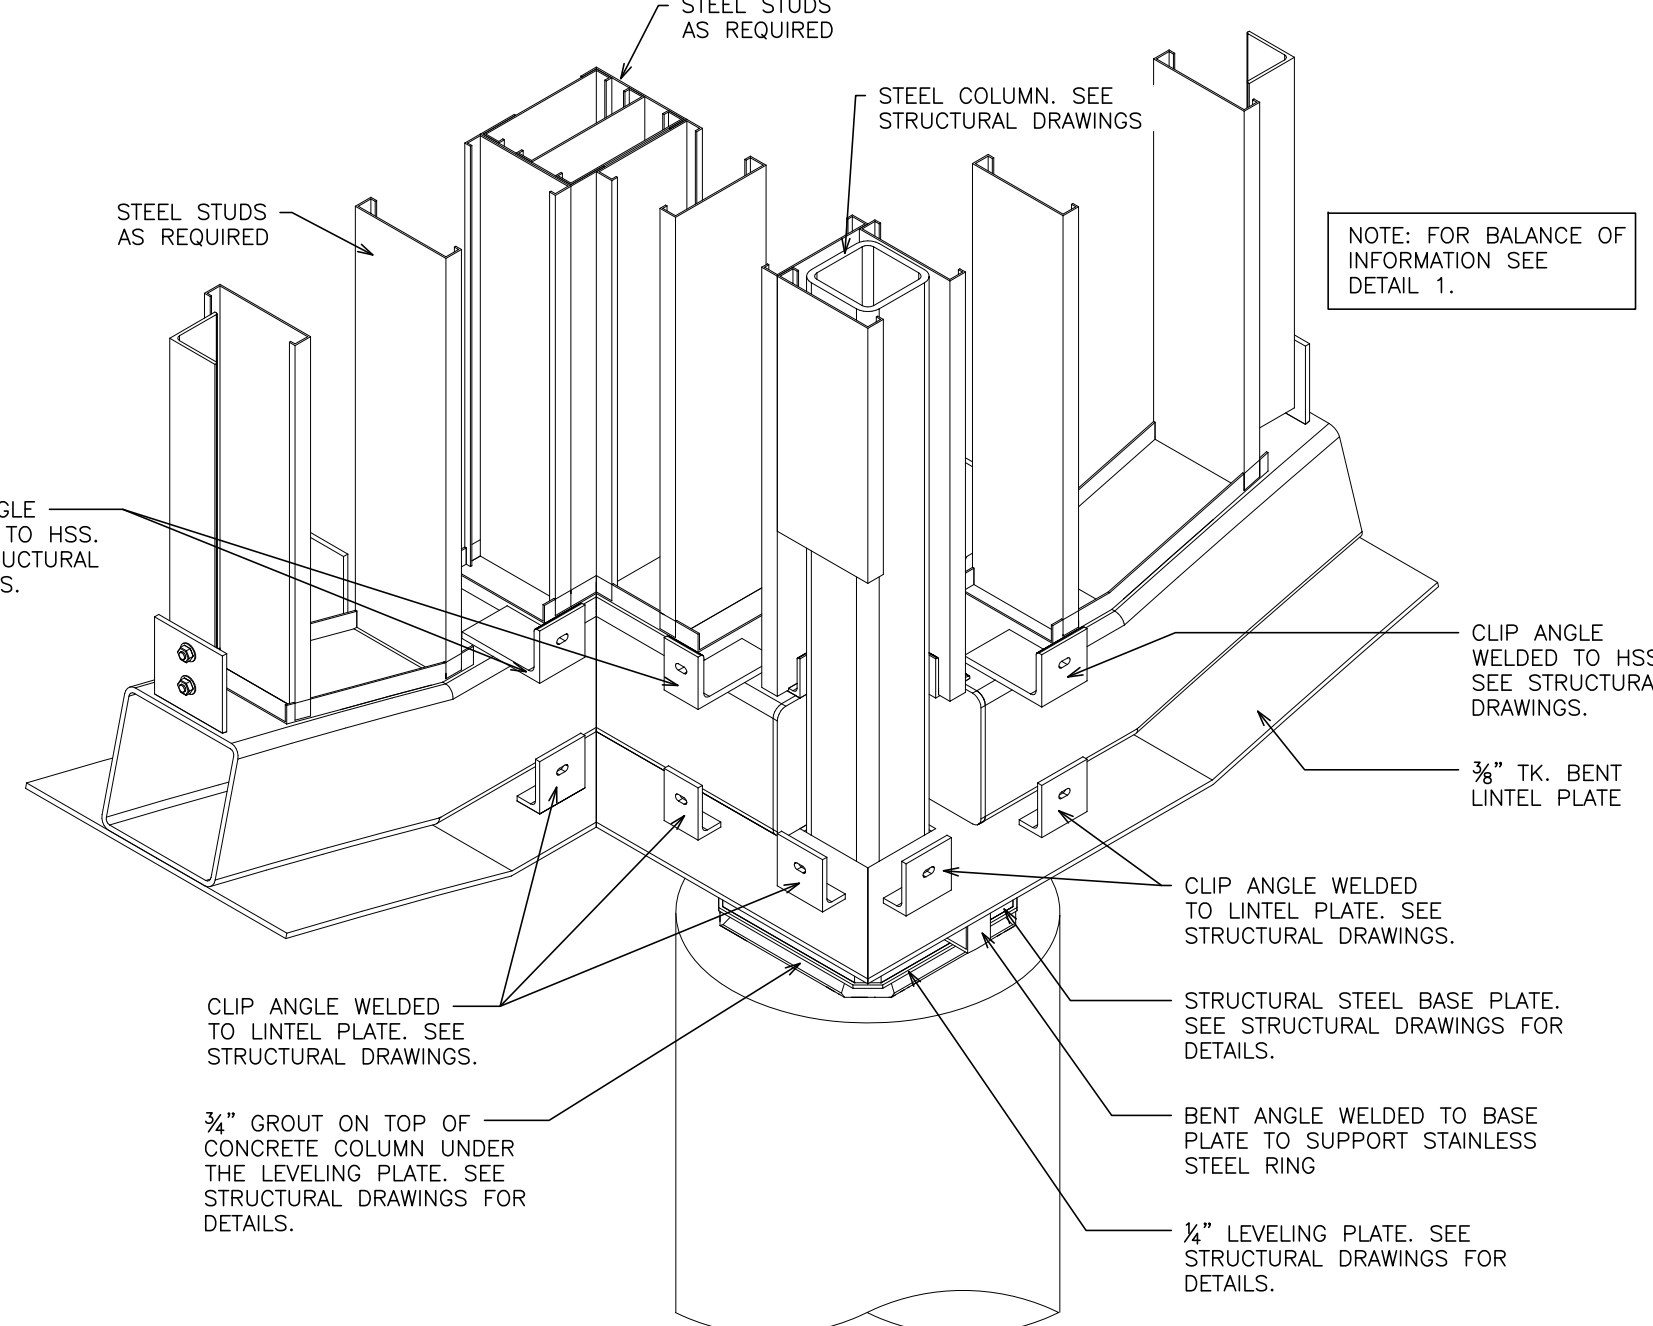 STEEL STUDS
AS REQUIRED
STEEL COLUMN. SEE
STRUCTURAL DRAWINGS
STEEL STUDS
AS REQUIRED
NOTE: FOR BALANCE OF
INFORMATION SEE
DETAIL 1.
GLE
TO HSS.
UCTURAL
S.
CLIP ANGLE
WELDED TO HSS
SEE STRUCTURA
DRAWINGS.
⅜" TK. BENT
LINTEL PLATE
CLIP ANGLE WELDED
TO LINTEL PLATE. SEE
STRUCTURAL DRAWINGS.
CLIP ANGLE WELDED
TO LINTEL PLATE. SEE
STRUCTURAL DRAWINGS.
STRUCTURAL STEEL BASE PLATE.
SEE STRUCTURAL DRAWINGS FOR
DETAILS.
¾" GROUT ON TOP OF
CONCRETE COLUMN UNDER
THE LEVELING PLATE. SEE
STRUCTURAL DRAWINGS FOR
DETAILS.
BENT ANGLE WELDED TO BASE
PLATE TO SUPPORT STAINLESS
STEEL RING
¼" LEVELING PLATE. SEE
STRUCTURAL DRAWINGS FOR
DETAILS.